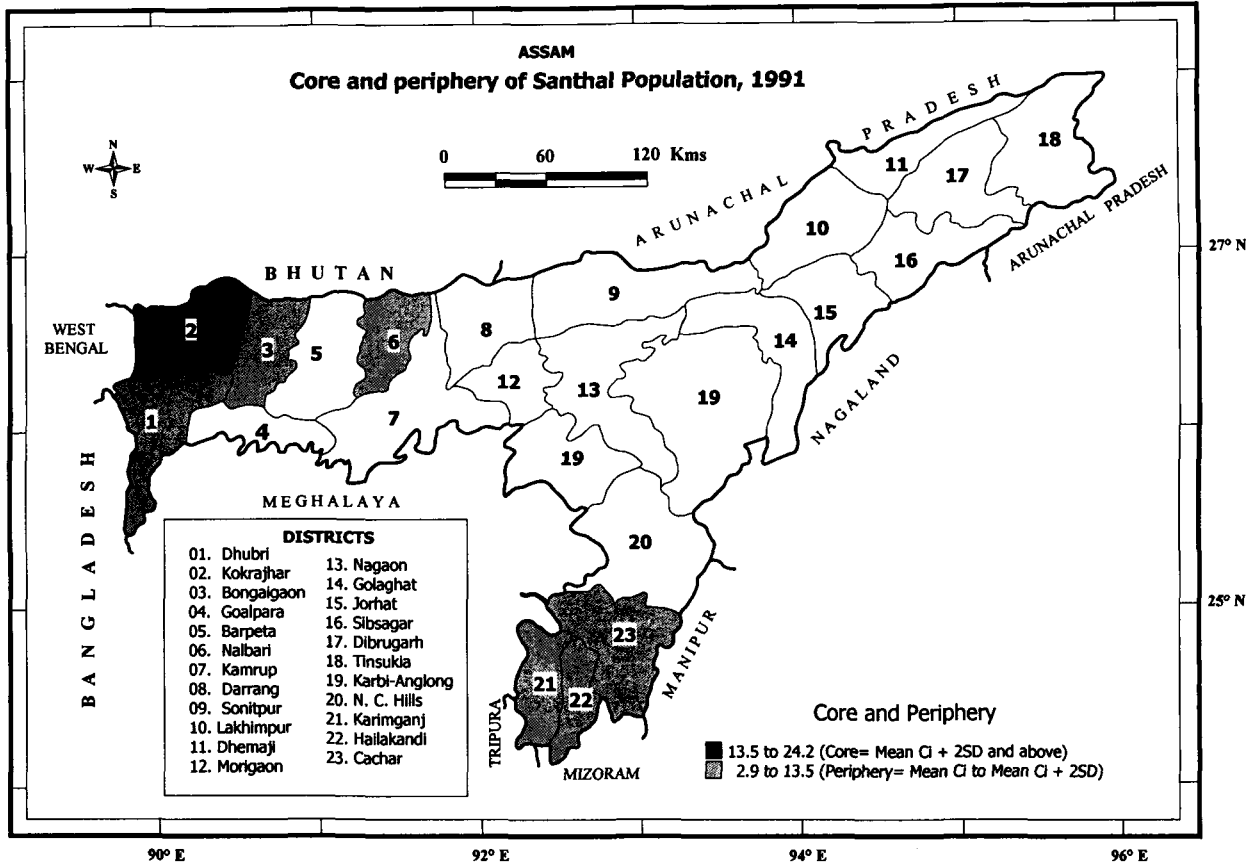 ASSAM
Core and periphery of Santhal Population, 1991
N
W E
S
0 60 120 Kms
ARUNACHAL PRADESH
ARUNACHAL PRADESH
BHUTAN
WEST
BENGAL
BANGLADESH
MEGHALAYA
NAGALAND
MANIPUR
TRIPURA
MIZORAM
1
2
3
4
5
6
7
8
9
10
11
12
13
14
15
16
17
18
19
19
20
21
22
23
27° N
25° N
DISTRICTS
01. Dhubri
02. Kokrajhar
03. Bongaigaon
04. Goalpara
05. Barpeta
06. Nalbari
07. Kamrup
08. Darrang
09. Sonitpur
10. Lakhimpur
11. Dhemaji
12. Morigaon
13. Nagaon
14. Golaghat
15. Jorhat
16. Sibsagar
17. Dibrugarh
18. Tinsukia
19. Karbi-Anglong
20. N. C. Hills
21. Karimganj
22. Hailakandi
23. Cachar
Core and Periphery
13.5 to 24.2 (Core= Mean Ci + 2SD and above)
2.9 to 13.5 (Periphery= Mean Ci to Mean Ci + 2SD)
90° E 92° E 94° E 96° E